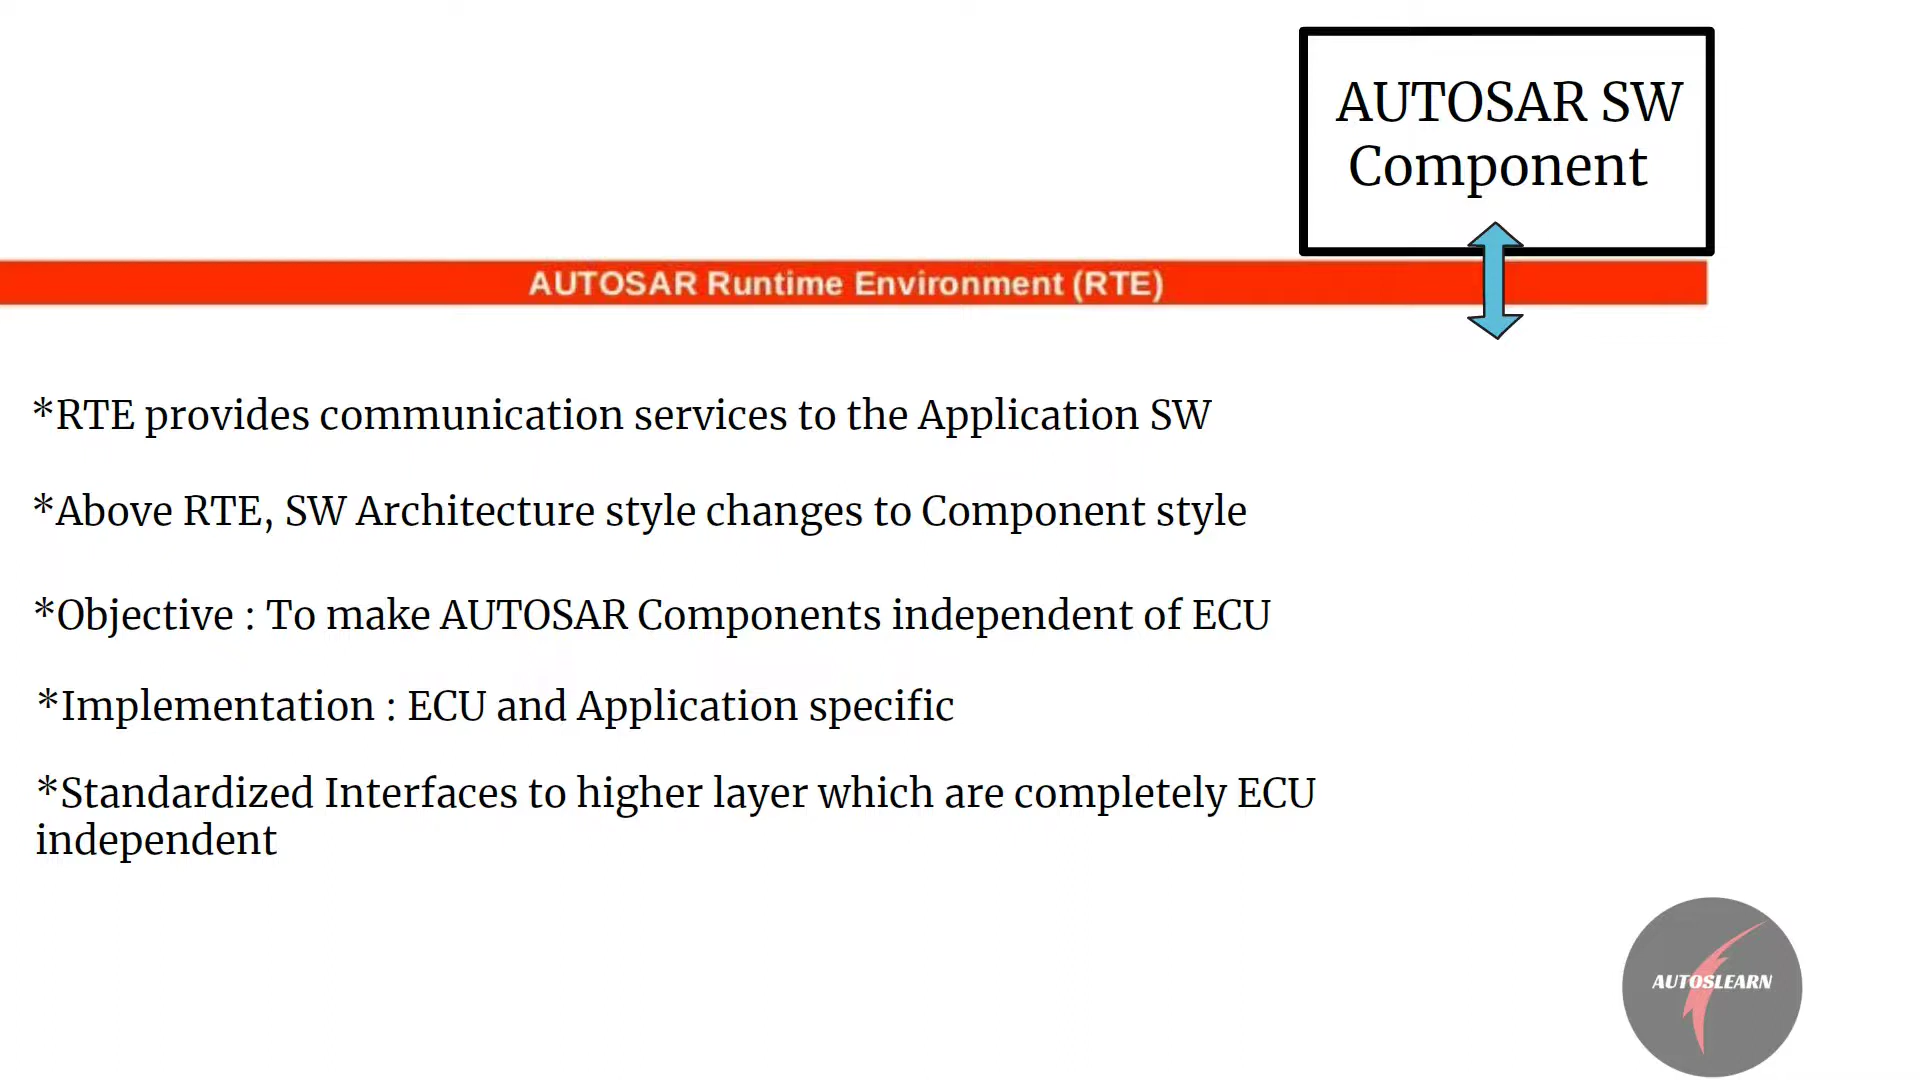 AUTOSAR SW
Component
AUTOSAR Runtime Environment (RTE)
*RTE provides communication services to the Application SW
*Above RTE, SW Architecture style changes to Component style
*Objective : To make AUTOSAR Components independent of ECU
*Implementation : ECU and Application specific
*Standardized Interfaces to higher layer which are completely ECU
independent
AUTOSLEARN